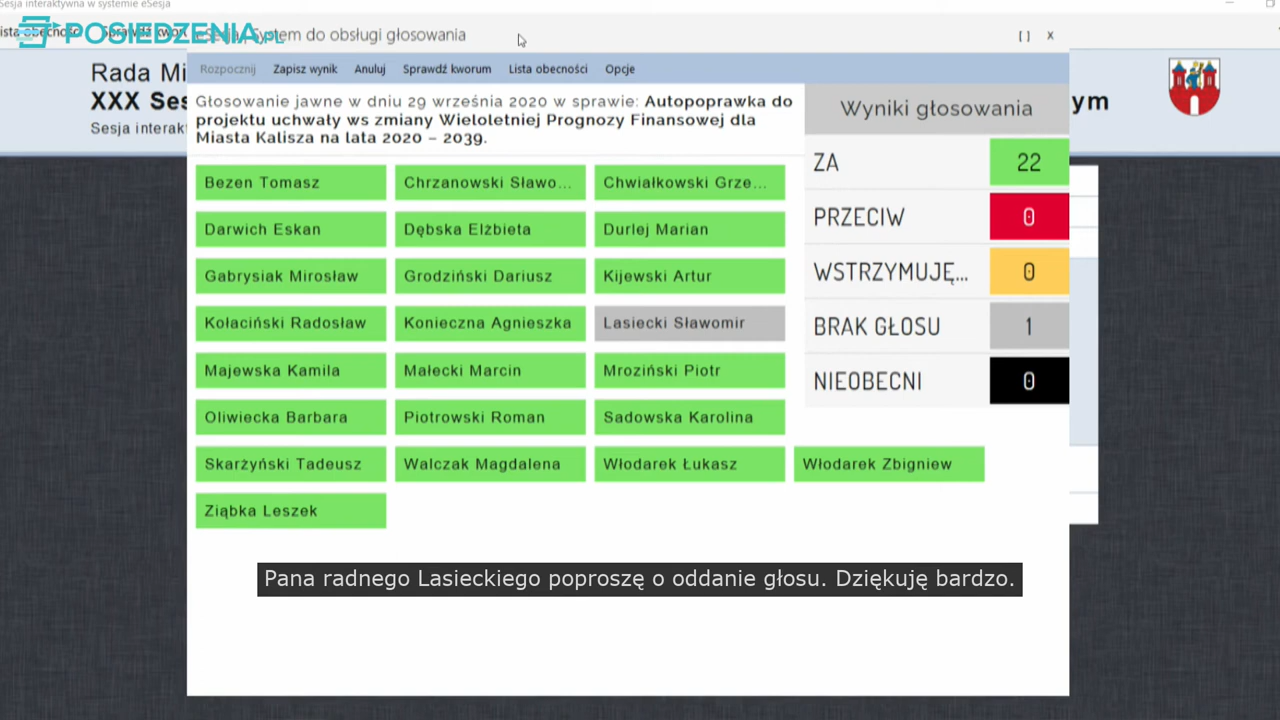 Sesja interaktywna w systemie eSesja
POSIEDZENIA.PL
System do obsługi głosowania
[ ] x
Rozpocznij Zapisz wynik Anuluj Sprawdź kworum Lista obecności Opcje
Rada Mi
XXX Ses
Sesja interak
ym
Głosowanie jawne w dniu 29 września 2020 w sprawie: Autopoprawka do
projektu uchwały ws zmiany Wieloletniej Prognozy Finansowej dla
Miasta Kalisza na lata 2020 – 2039.
Wyniki głosowania
ZA 22
PRZECIW 0
WSTRZYMUJĘ... 0
BRAK GŁOSU 1
NIEOBECNI 0
Bezen Tomasz Chrzanowski Sławo... Chwiałkowski Grze...
Darwich Eskan Dębska Elżbieta Durlej Marian
Gabrysiak Mirosław Grodziński Dariusz Kijewski Artur
Kołaciński Radosław Konieczna Agnieszka Lasiecki Sławomir
Majewska Kamila Małecki Marcin Mroziński Piotr
Oliwiecka Barbara Piotrowski Roman Sadowska Karolina
Skarżyński Tadeusz Walczak Magdalena Włodarek Łukasz Włodarek Zbigniew
Ziąbka Leszek
Pana radnego Lasieckiego poproszę o oddanie głosu. Dziękuję bardzo.